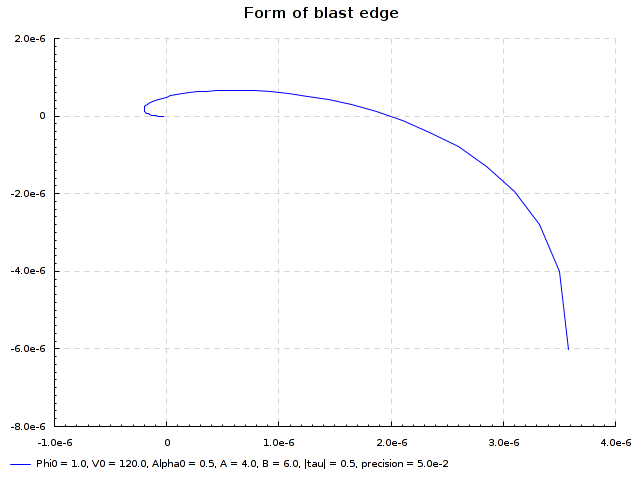 Form of blast edge
2.0e-6
0
-2.0e-6
-4.0e-6
-6.0e-6
-8.0e-6
-1.0e-6 0 1.0e-6 2.0e-6 3.0e-6 4.0e-6
Phi0 = 1.0, V0 = 120.0, Alpha0 = 0.5, A = 4.0, B = 6.0, |tau| = 0.5, precision = 5.0e-2